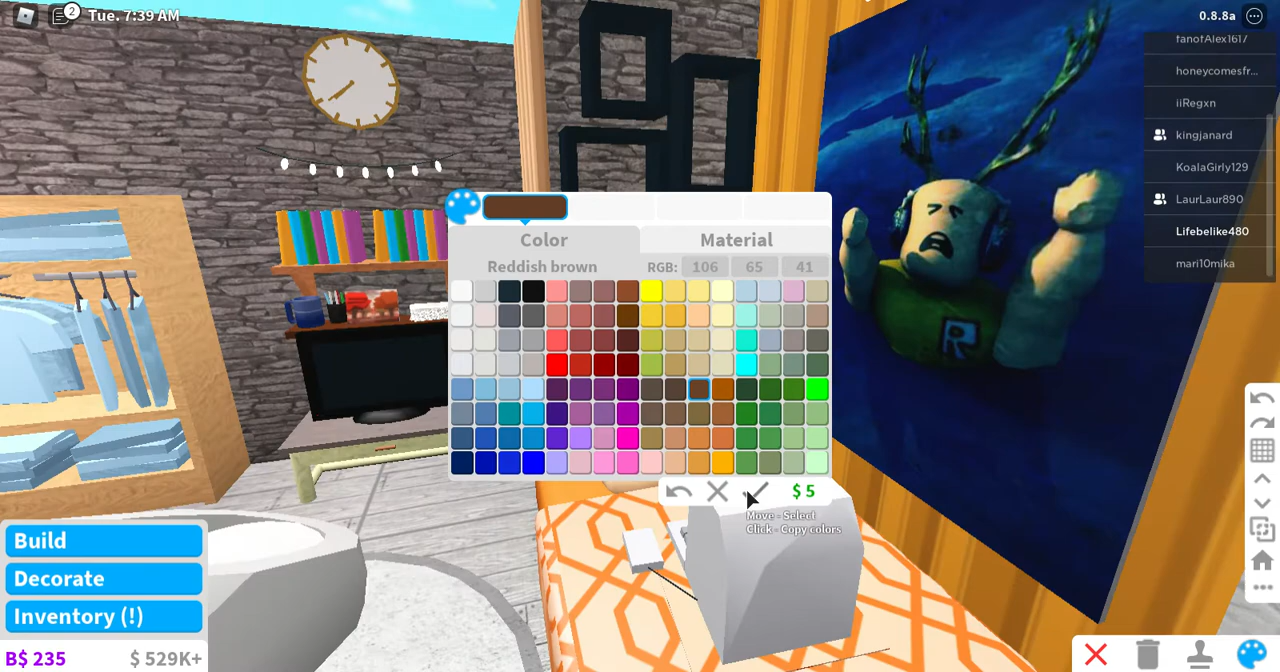 2
Tue. 7:39 AM
0.8.8a
fanofAlex1617
honeycomesfr...
iiRegxn
kingjanard
KoalaGirly129
LaurLaur890
Lifebelike480
mari10mika
Color
Material
Reddish brown
RGB: 106 65 41
$ 5
Move - Select
Click - Copy colors
R
Build
Decorate
Inventory (!)
B$ 235
$ 529K+